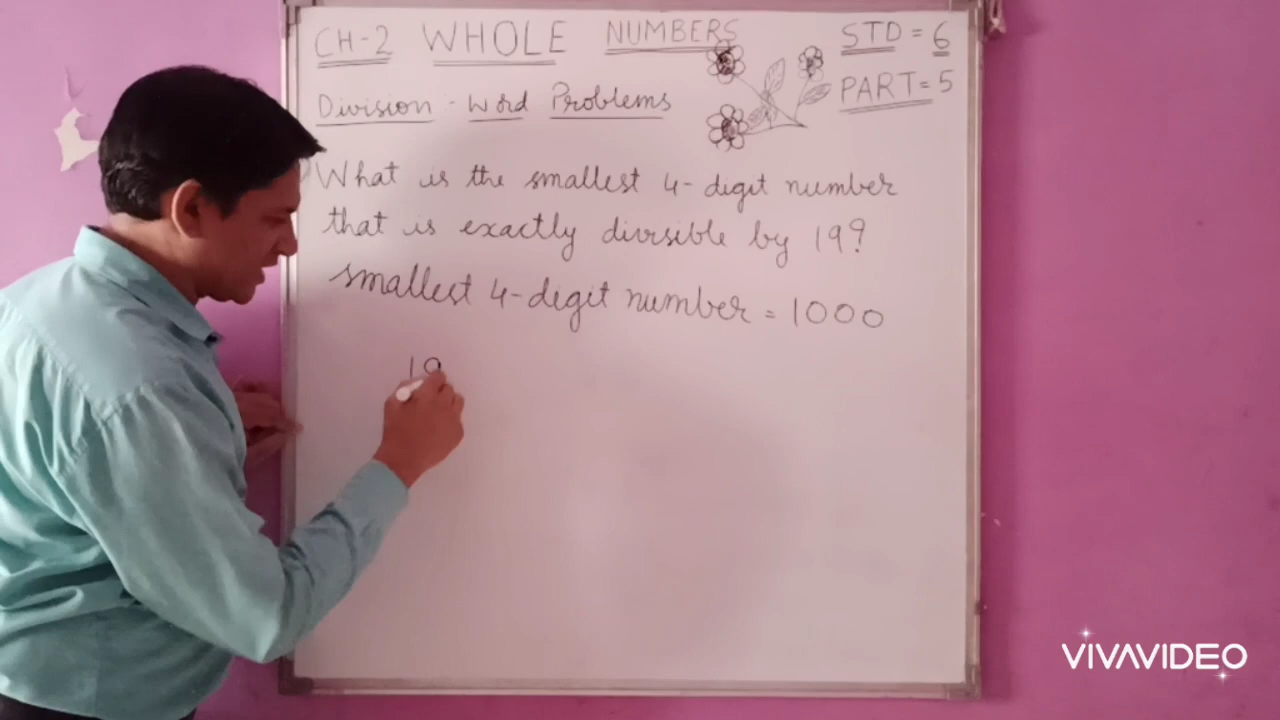 CH-2 WHOLE NUMBERS STD = 6
PART = 5
Division - Word Problems
What is the smallest 4-digit number
that is exactly divisible by 19?
smallest 4-digit number = 1000
19
VIVAVIDEO